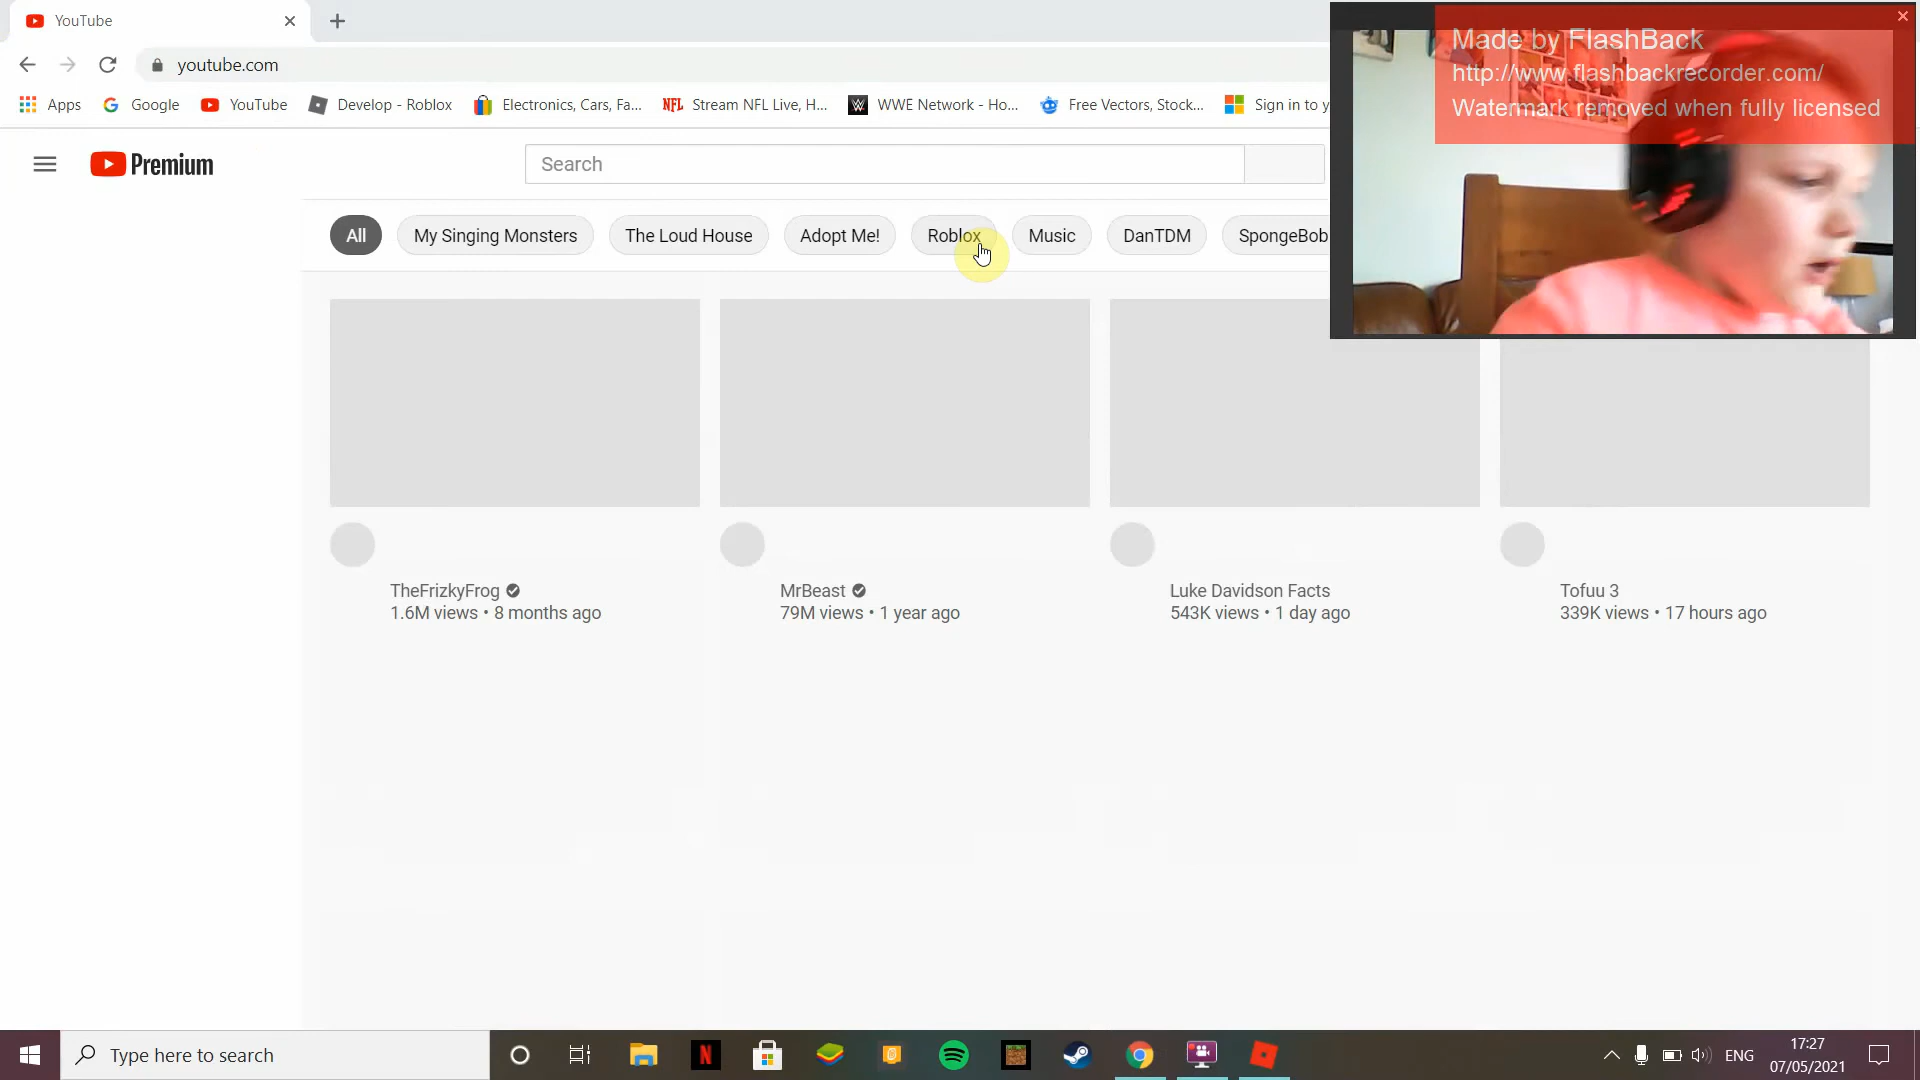 YouTube
youtube.com
Apps Google YouTube Develop - Roblox Electronics, Cars, Fa... NFL Stream NFL Live, H... WWE Network - Ho... Free Vectors, Stock... Sign in to y
Made by FlashBack
http://www.flashbackrecorder.com/
Watermark removed when fully licensed
Premium
Search
All My Singing Monsters The Loud House Adopt Me! Roblox Music DanTDM SpongeBob
TheFrizkyFrog MrBeast Luke Davidson Facts Tofuu 3
1.6M views • 8 months ago 79M views • 1 year ago 543K views • 1 day ago 339K views • 17 hours ago
Type here to search
ENG
17:27
07/05/2021